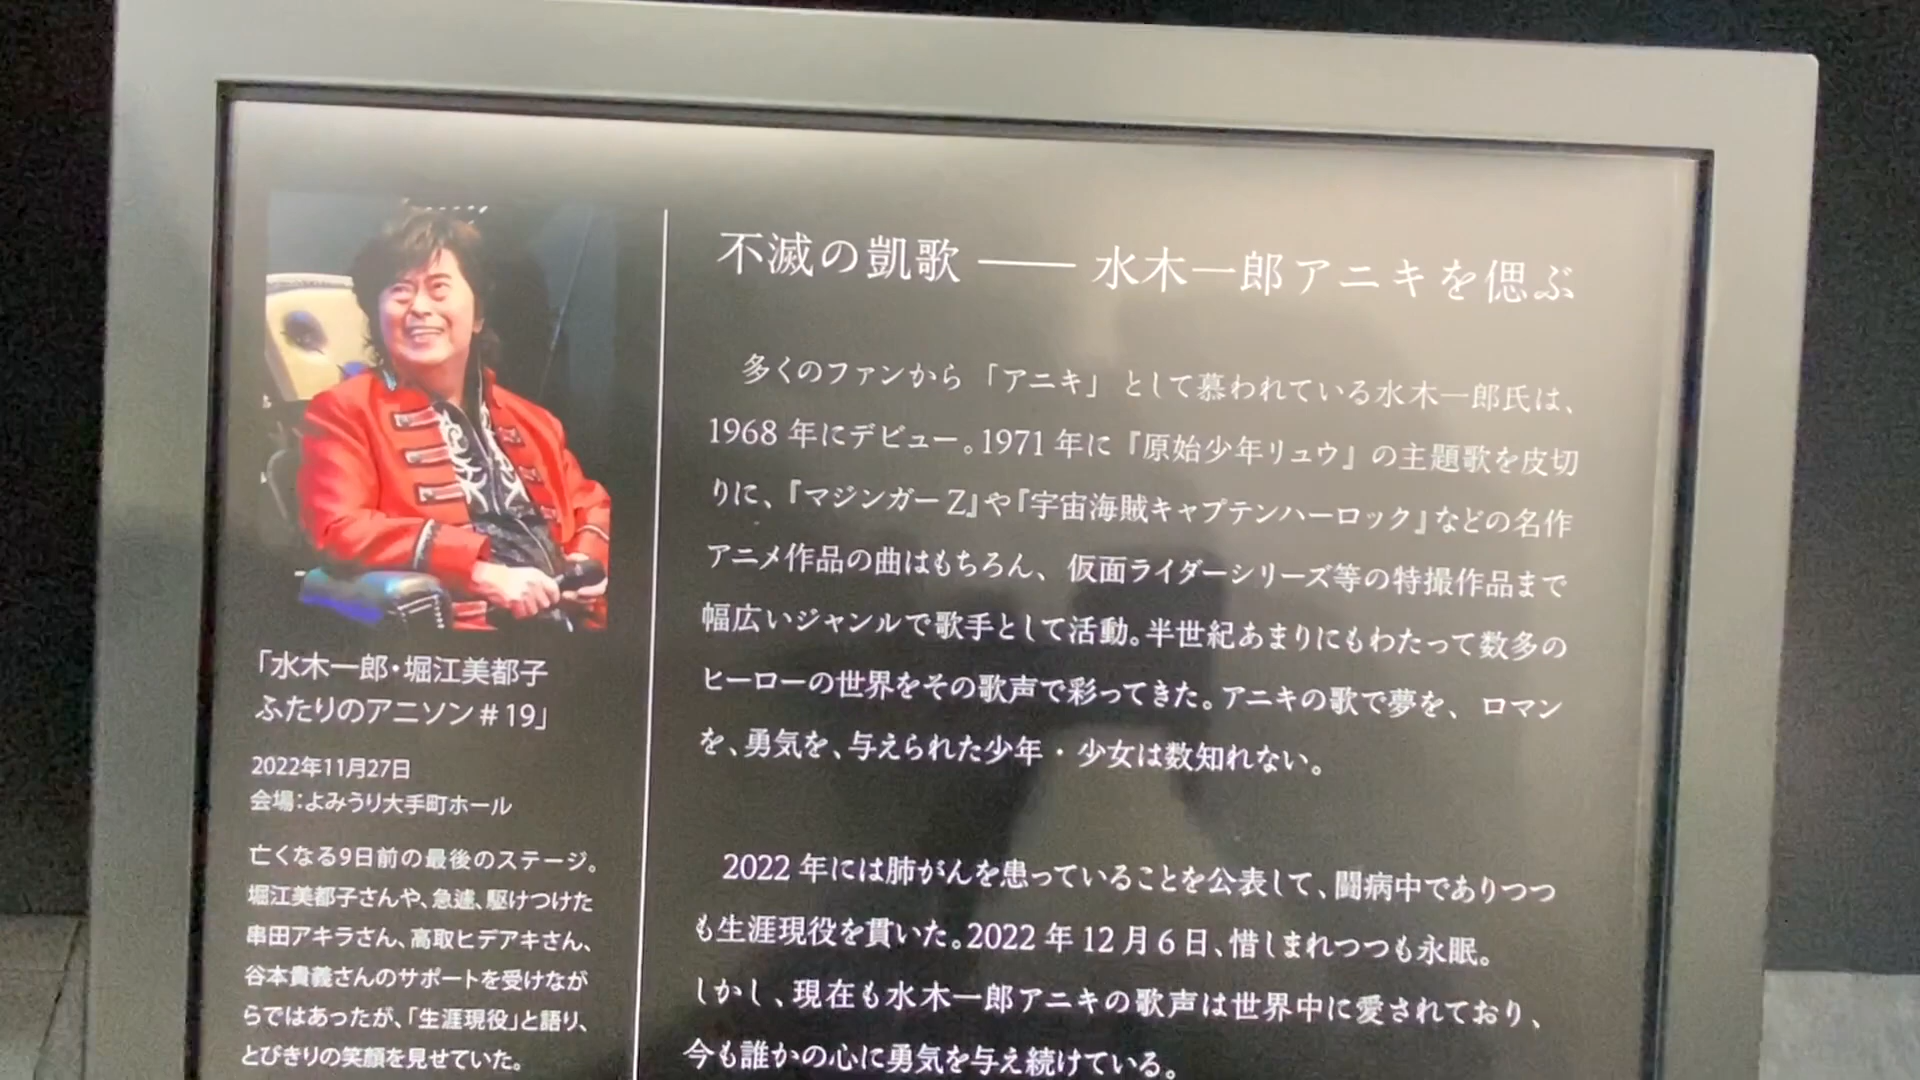 不滅の凱歌 ―― 水木一郎アニキを偲ぶ
多くのファンから「アニキ」として慕われている水木一郎氏は、
1968年にデビュー。1971年に『原始少年リュウ』の主題歌を皮切
りに、『マジンガーZ』や『宇宙海賊キャプテンハーロック』などの名作
アニメ作品の曲はもちろん、仮面ライダーシリーズ等の特撮作品まで
幅広いジャンルで歌手として活動。半世紀あまりにもわたって数多の
ヒーローの世界をその歌声で彩ってきた。アニキの歌で夢を、ロマン
を、勇気を、与えられた少年・少女は数知れない。
2022年には肺がんを患っていることを公表して、闘病中でありつつ
も生涯現役を貫いた。2022年12月6日、惜しまれつつも永眠。
しかし、現在も水木一郎アニキの歌声は世界中に愛されており、
今も誰かの心に勇気を与え続けている。
「水木一郎・堀江美都子
ふたりのアニソン#19」
2022年11月27日
会場:よみうり大手町ホール
亡くなる9日前の最後のステージ。
堀江美都子さんや、急遽、駆けつけた
串田アキラさん、高取ヒデアキさん、
谷本貴義さんのサポートを受けなが
らではあったが、「生涯現役」と語り、
とびきりの笑顔を見せていた。